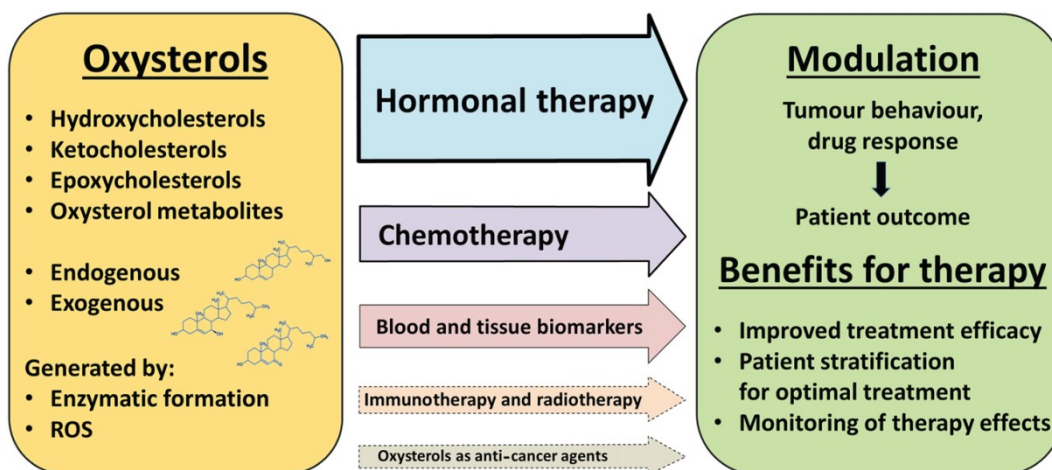 Oxysterols
• Hydroxycholesterols
• Ketocholesterols
• Epoxycholesterols
• Oxysterol metabolites
• Endogenous
• Exogenous
Generated by:
• Enzymatic formation
• ROS
Hormonal therapy
Chemotherapy
Blood and tissue biomarkers
Immunotherapy and radiotherapy
Oxysterols as anti-cancer agents
Modulation
Tumour behaviour,
drug response
Patient outcome
Benefits for therapy
• Improved treatment efficacy
• Patient stratification
for optimal treatment
• Monitoring of therapy effects